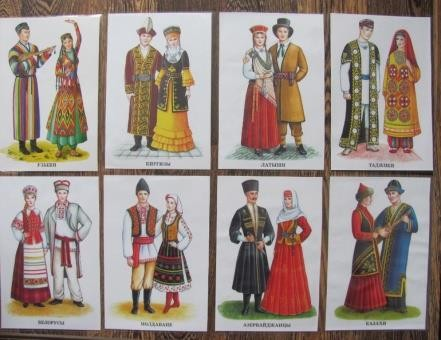 УЗБЕКИ
КИРГИЗЫ
ЛАТЫШИ
ТАДЖИКИ
БЕЛОРУСЫ
МОЛДАВАНЕ
АЗЕРБАЙДЖАНЦЫ
КАЗАХИ